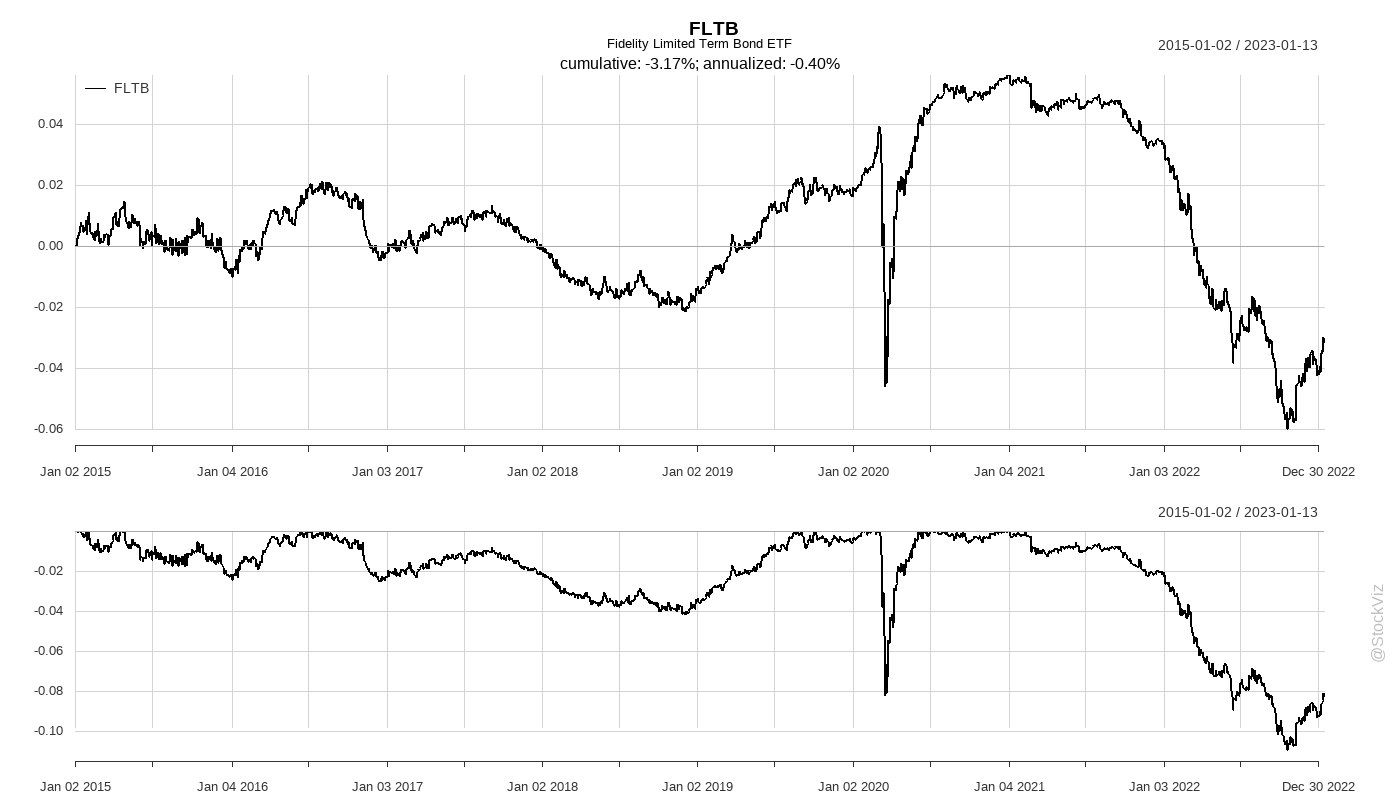 FLTB
Fidelity Limited Term Bond ETF
2015-01-02 / 2023-01-13
cumulative: -3.17%; annualized: -0.40%
FLTB
0.04
0.02
0.00
-0.02
-0.04
-0.06
Jan 02 2015 Jan 04 2016 Jan 03 2017 Jan 02 2018 Jan 02 2019 Jan 02 2020 Jan 04 2021 Jan 03 2022 Dec 30 2022
2015-01-02 / 2023-01-13
-0.02
-0.04
-0.06
-0.08
-0.10
Jan 02 2015 Jan 04 2016 Jan 03 2017 Jan 02 2018 Jan 02 2019 Jan 02 2020 Jan 04 2021 Jan 03 2022 Dec 30 2022
@StockViz